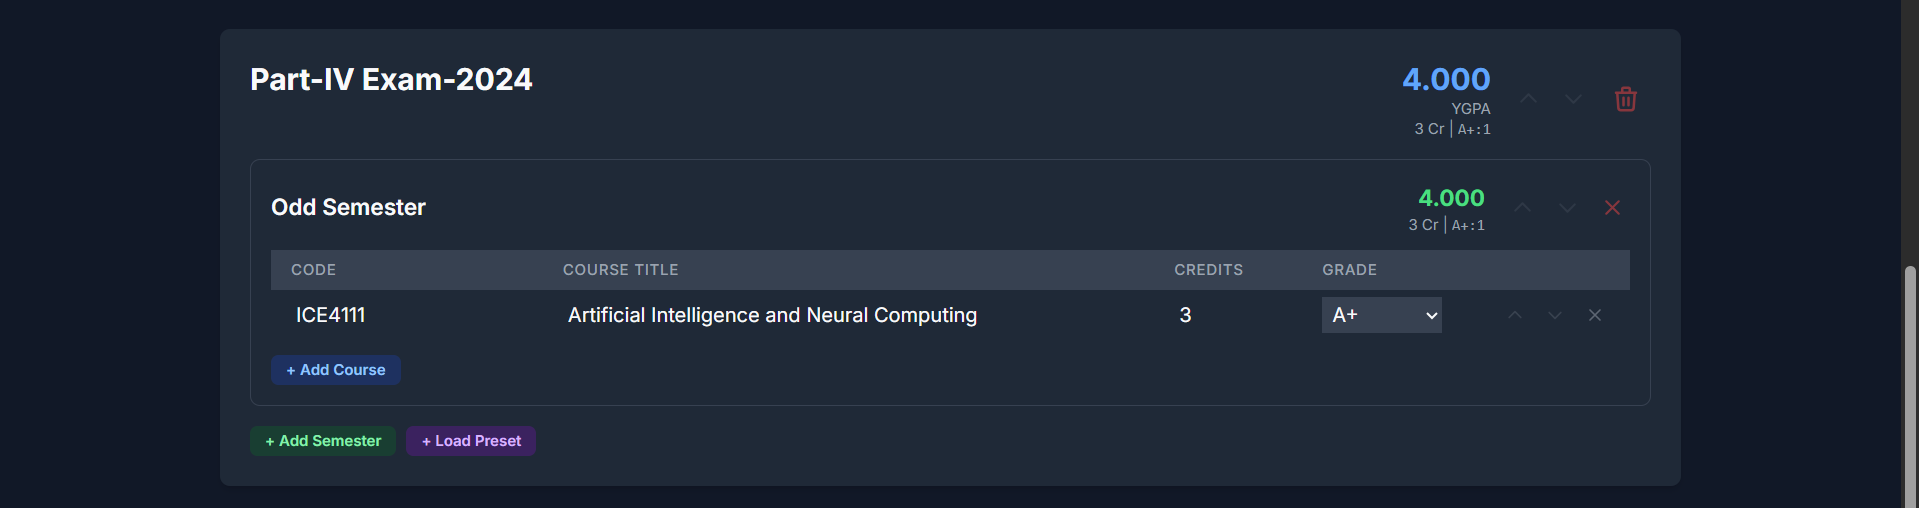 Part-IV Exam-2024
4.000
YGPA
3 Cr | A+:1
Odd Semester
4.000
3 Cr | A+:1
CODE COURSE TITLE CREDITS GRADE
ICE4111 Artificial Intelligence and Neural Computing 3 A+
+ Add Course
+ Add Semester + Load Preset